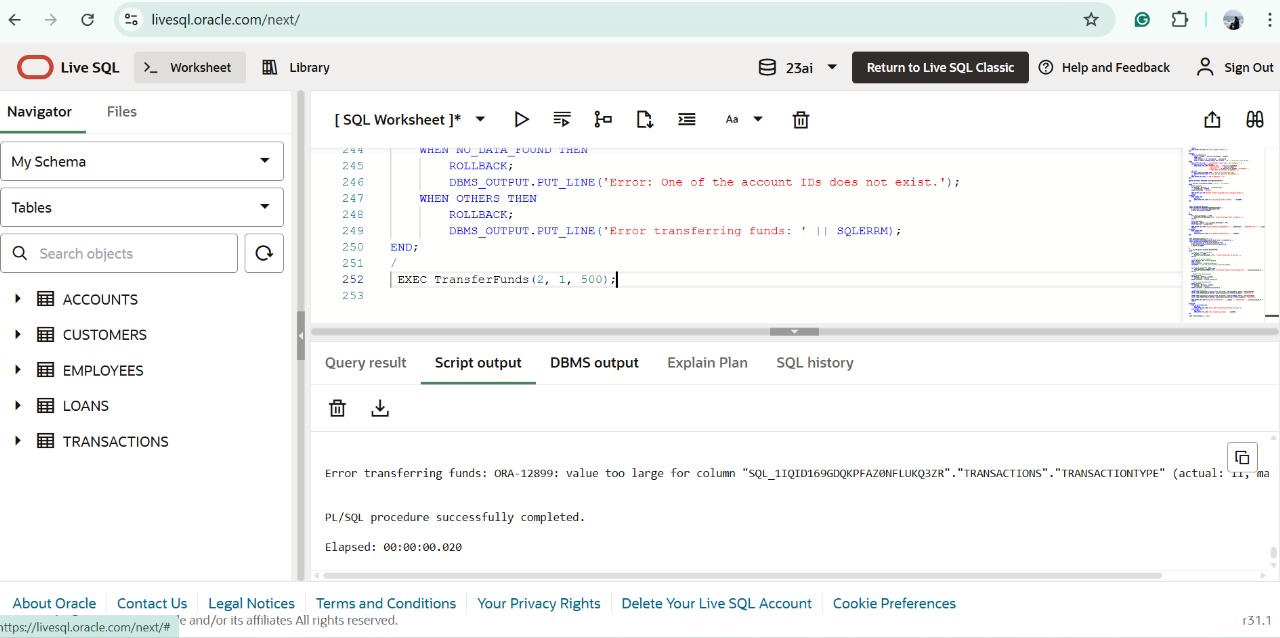 livesql.oracle.com/next/
Live SQL
Worksheet
Library
23ai
Return to Live SQL Classic
Help and Feedback
Sign Out
Navigator
Files
My Schema
Tables
Search objects
ACCOUNTS
CUSTOMERS
EMPLOYEES
LOANS
TRANSACTIONS
[ SQL Worksheet ]*
Aa
244 WHEN NO_DATA_FOUND THEN
245 ROLLBACK;
246 DBMS_OUTPUT.PUT_LINE('Error: One of the account IDs does not exist.');
247 WHEN OTHERS THEN
248 ROLLBACK;
249 DBMS_OUTPUT.PUT_LINE('Error transferring funds: ' || SQLERRM);
250 END;
251 /
252 EXEC TransferFunds(2, 1, 500);
253
Query result
Script output
DBMS output
Explain Plan
SQL history
Error transferring funds: ORA-12899: value too large for column "SQL_1IQID169GDQKPFAZ0NFLUKQ3ZR"."TRANSACTIONS"."TRANSACTIONTYPE" (actual: 11, ma
PL/SQL procedure successfully completed.
Elapsed: 00:00:00.020
About Oracle
Contact Us
Legal Notices
Terms and Conditions
Your Privacy Rights
Delete Your Live SQL Account
Cookie Preferences
https://livesql.oracle.com/next/#
and/or its affiliates All rights reserved.
r31.1